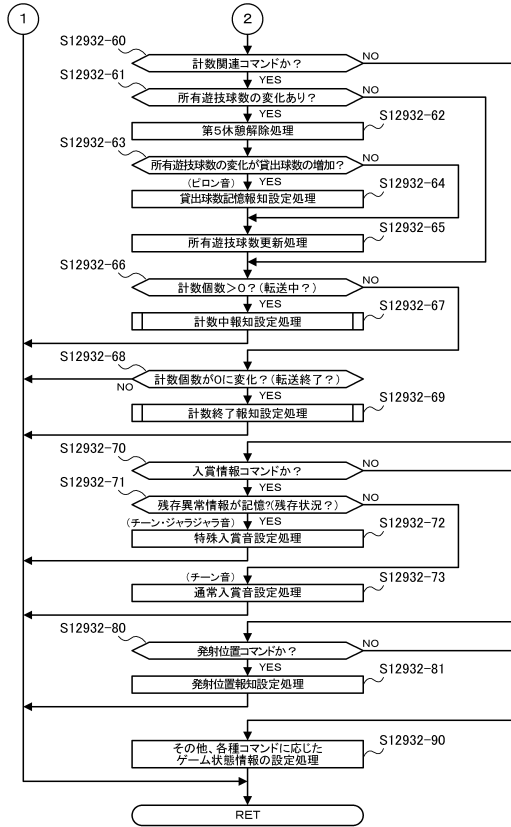 1
2
S12932-60
計数関連コマンドか？
NO
YES
S12932-61
所有遊技球数の変化あり？
NO
YES
S12932-62
第5休憩解除処理
S12932-63
所有遊技球数の変化が貸出球数の増加？
NO
(ピロン音) YES
S12932-64
貸出球数記憶報知設定処理
S12932-65
所有遊技球数更新処理
S12932-66
計数個数＞0？(転送中？)
NO
YES
S12932-67
計数中報知設定処理
S12932-68
計数個数が0に変化？(転送終了？)
NO
YES
S12932-69
計数終了報知設定処理
S12932-70
入賞情報コマンドか？
NO
YES
S12932-71
残存異常情報が記憶？(残存状況？)
NO
(チーン・ジャラジャラ音) YES
S12932-72
特殊入賞音設定処理
(チーン音)
S12932-73
通常入賞音設定処理
S12932-80
発射位置コマンドか？
NO
YES
S12932-81
発射位置報知設定処理
S12932-90
その他、各種コマンドに応じた
ゲーム状態情報の設定処理
RET